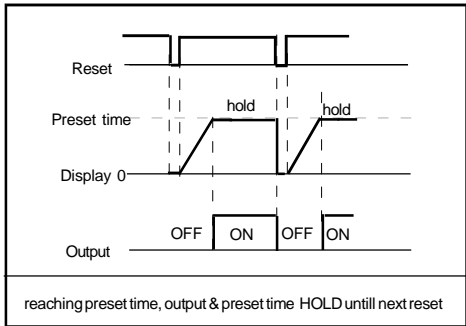 Reset
hold
hold
Preset time
Display 0
OFF ON OFF ON
Output
reaching preset time, output & preset time HOLD untill next reset